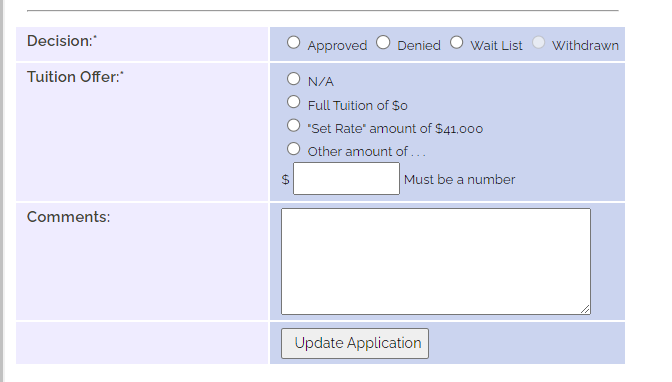 Decision:* Approved Denied Wait List Withdrawn
Tuition Offer:* N/A
Full Tuition of $0
"Set Rate" amount of $41,000
Other amount of . . .
$ Must be a number
Comments:
Update Application